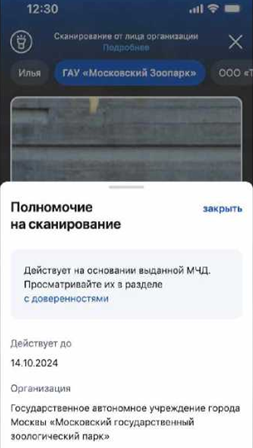 12:30
Сканирование от лица организации
Подробнее
Илья
ГАУ «Московский Зоопарк»
ООО «Т
Полномочие
на сканирование
закрыть
Действует на основании выданной МЧД.
Просматривайте их в разделе
с доверенностями
Действует до
14.10.2024
Организация
Государственное автономное учреждение города
Москвы «Московский государственный
зоологический парк»